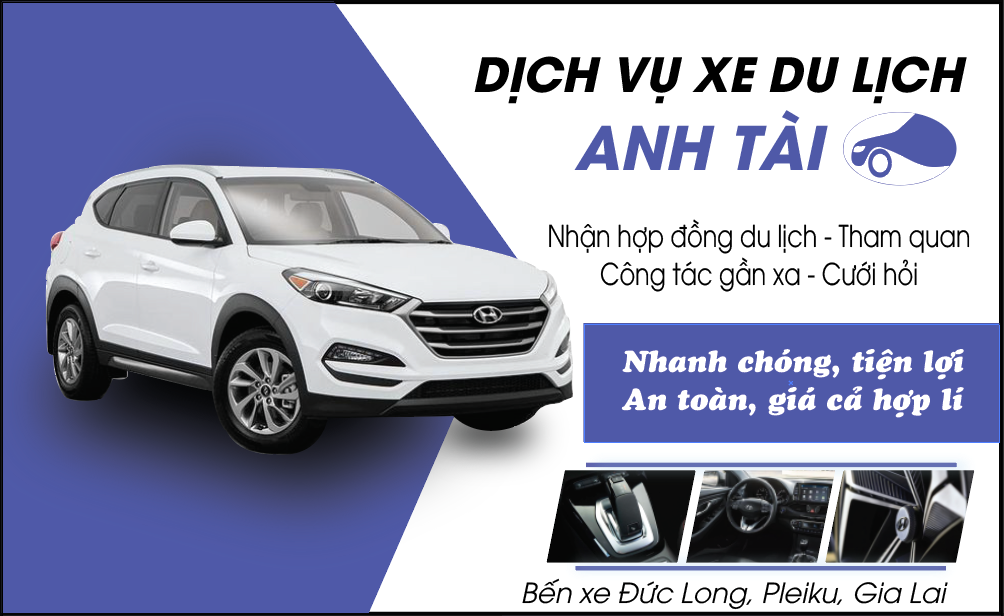 DỊCH VỤ XE DU LỊCH
ANH TÀI
Nhận hợp đồng du lịch - Tham quan
Công tác gần xa - Cưới hỏi
Nhanh chóng, tiện lợi
An toàn, giá cả hợp lí
Bến xe Đức Long, Pleiku, Gia Lai